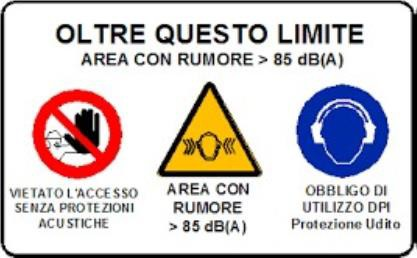 OLTRE QUESTO LIMITE
AREA CON RUMORE > 85 dB(A)
VIETATO L'ACCESSO
SENZA PROTEZIONI
ACUSTICHE
AREA CON
RUMORE
> 85 dB(A)
OBBLIGO DI
UTILIZZO DPI
Protezione Udito